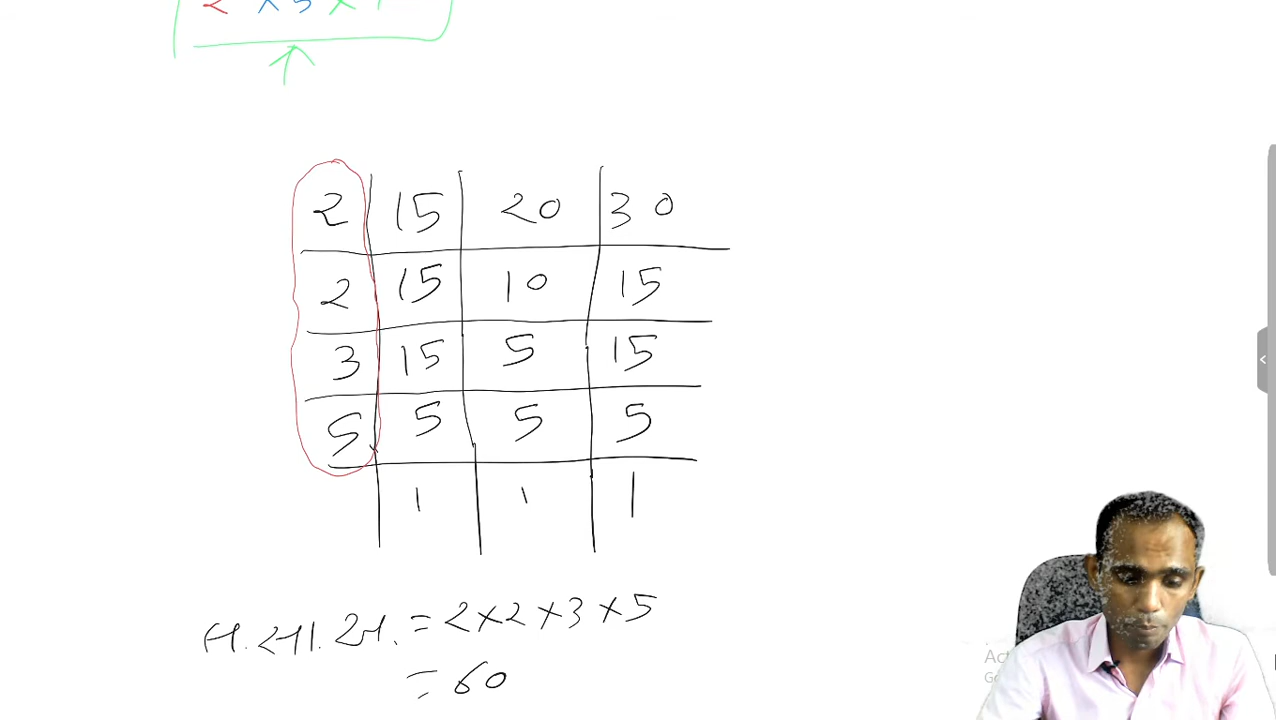 2 15 20 30
2 15 10 15
3 15 5 15
5 5 5 5
1 1 1
= 2×2×3×5
= 60